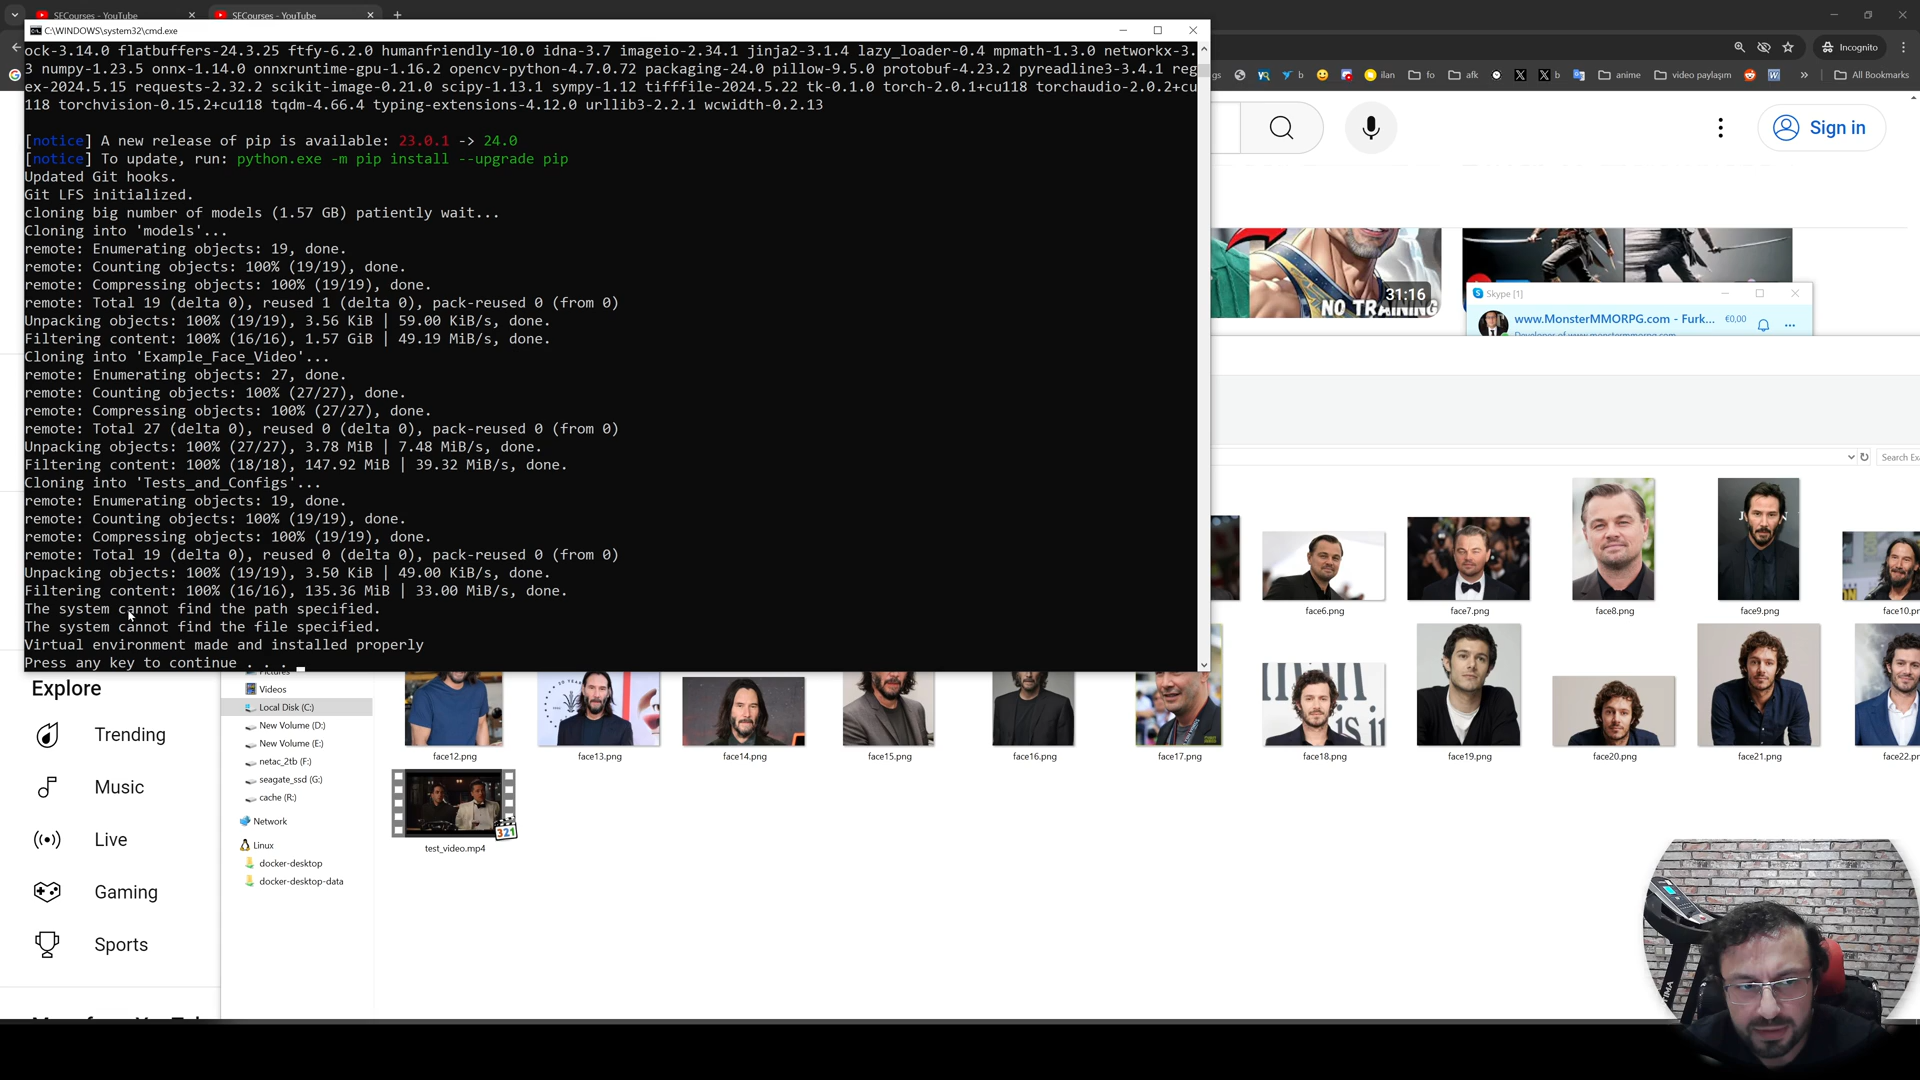 SECourses - YouTube
SECourses - YouTube
C:\WINDOWS\system32\cmd.exe
ock-3.14.0 flatbuffers-24.3.25 ftfy-6.2.0 humanfriendly-10.0 idna-3.7 imageio-2.34.1 jinja2-3.1.4 lazy_loader-0.4 mpmath-1.3.0 networkx-3.
3 numpy-1.23.5 onnx-1.14.0 onnxruntime-gpu-1.16.2 opencv-python-4.7.0.72 packaging-24.0 pillow-9.5.0 protobuf-4.23.2 pyreadline3-3.4.1 reg
ex-2024.5.15 requests-2.32.2 scikit-image-0.21.0 scipy-1.13.1 sympy-1.12 tifffile-2024.5.22 tk-0.1.0 torch-2.0.1+cu118 torchaudio-2.0.2+cu
118 torchvision-0.15.2+cu118 tqdm-4.66.4 typing-extensions-4.12.0 urllib3-2.2.1 wcwidth-0.2.13
[notice] A new release of pip is available: 23.0.1 -> 24.0
[notice] To update, run: python.exe -m pip install --upgrade pip
Updated Git hooks.
Git LFS initialized.
cloning big number of models (1.57 GB) patiently wait...
Cloning into 'models'...
remote: Enumerating objects: 19, done.
remote: Counting objects: 100% (19/19), done.
remote: Compressing objects: 100% (19/19), done.
remote: Total 19 (delta 0), reused 1 (delta 0), pack-reused 0 (from 0)
Unpacking objects: 100% (19/19), 3.56 KiB | 59.00 KiB/s, done.
Filtering content: 100% (16/16), 1.57 GiB | 49.19 MiB/s, done.
Cloning into 'Example_Face_Video'...
remote: Enumerating objects: 27, done.
remote: Counting objects: 100% (27/27), done.
remote: Compressing objects: 100% (27/27), done.
remote: Total 27 (delta 0), reused 0 (delta 0), pack-reused 0 (from 0)
Unpacking objects: 100% (27/27), 3.78 MiB | 7.48 MiB/s, done.
Filtering content: 100% (18/18), 147.92 MiB | 39.32 MiB/s, done.
Cloning into 'Tests_and_Configs'...
remote: Enumerating objects: 19, done.
remote: Counting objects: 100% (19/19), done.
remote: Compressing objects: 100% (19/19), done.
remote: Total 19 (delta 0), reused 0 (delta 0), pack-reused 0 (from 0)
Unpacking objects: 100% (19/19), 3.50 KiB | 49.00 KiB/s, done.
Filtering content: 100% (16/16), 135.36 MiB | 33.00 MiB/s, done.
The system cannot find the path specified.
The system cannot find the file specified.
Virtual environment made and installed properly
Press any key to continue . . .
Incognito
gs b ilan fo afk b anime video paylaşım » All Bookmarks
Sign in
31:16
NO TRAINING
Skype [1]
www.MonsterMMORPG.com - Furk... €0,00
Search Ex
face6.png
face7.png
face8.png
face9.png
face10.pn
Explore
Trending
Music
Live
Gaming
Sports
Videos
Local Disk (C:)
New Volume (D:)
New Volume (E:)
netac_2tb (F:)
seagate_ssd (G:)
cache (R:)
Network
Linux
docker-desktop
docker-desktop-data
face12.png
face13.png
face14.png
face15.png
face16.png
face17.png
face18.png
face19.png
face20.png
face21.png
face22.pn
321
test_video.mp4